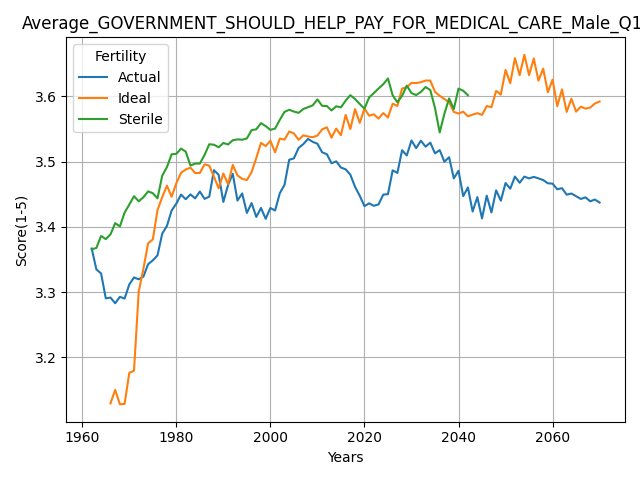 Average_GOVERNMENT_SHOULD_HELP_PAY_FOR_MEDICAL_CARE_Male_Q1
Fertility
Actual
Ideal
Sterile
Score(1-5)
3.6
3.5
3.4
3.3
3.2
1960 1980 2000 2020 2040 2060
Years